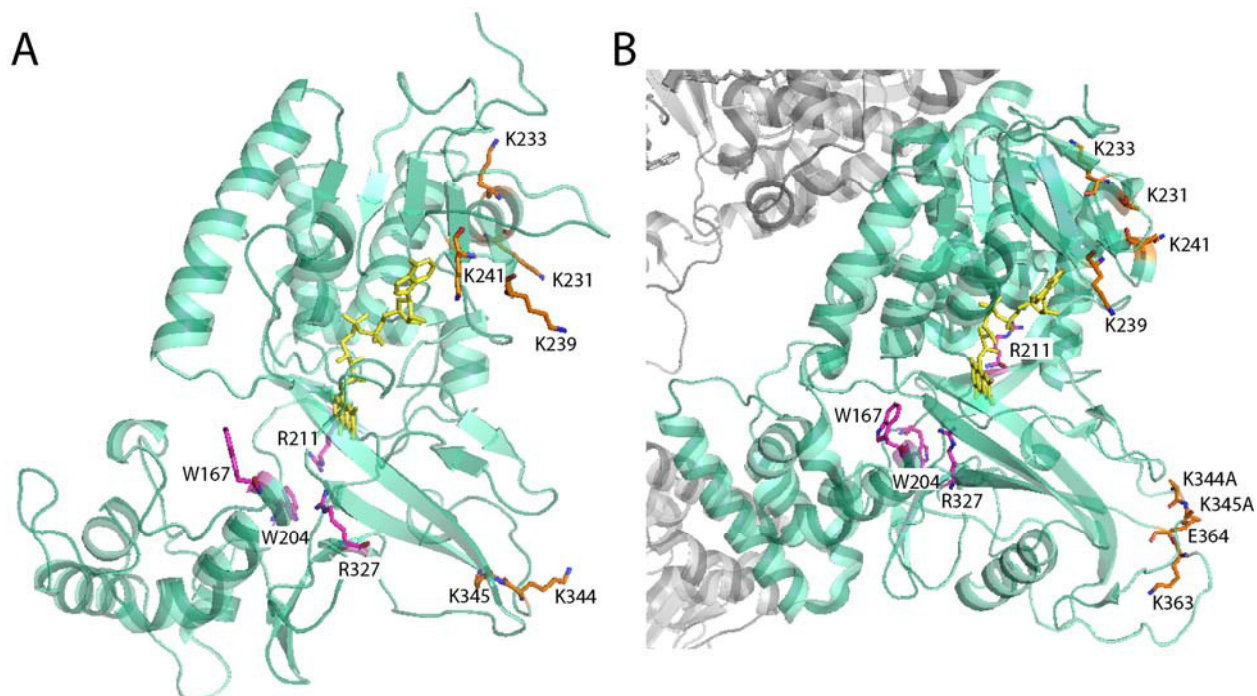 A
K233
K241
K231
K239
R211
W167
W204
R327
K345
K344
B
K233
K231
K241
K239
R211
W167
W204
R327
K344A
K345A
E364
K363